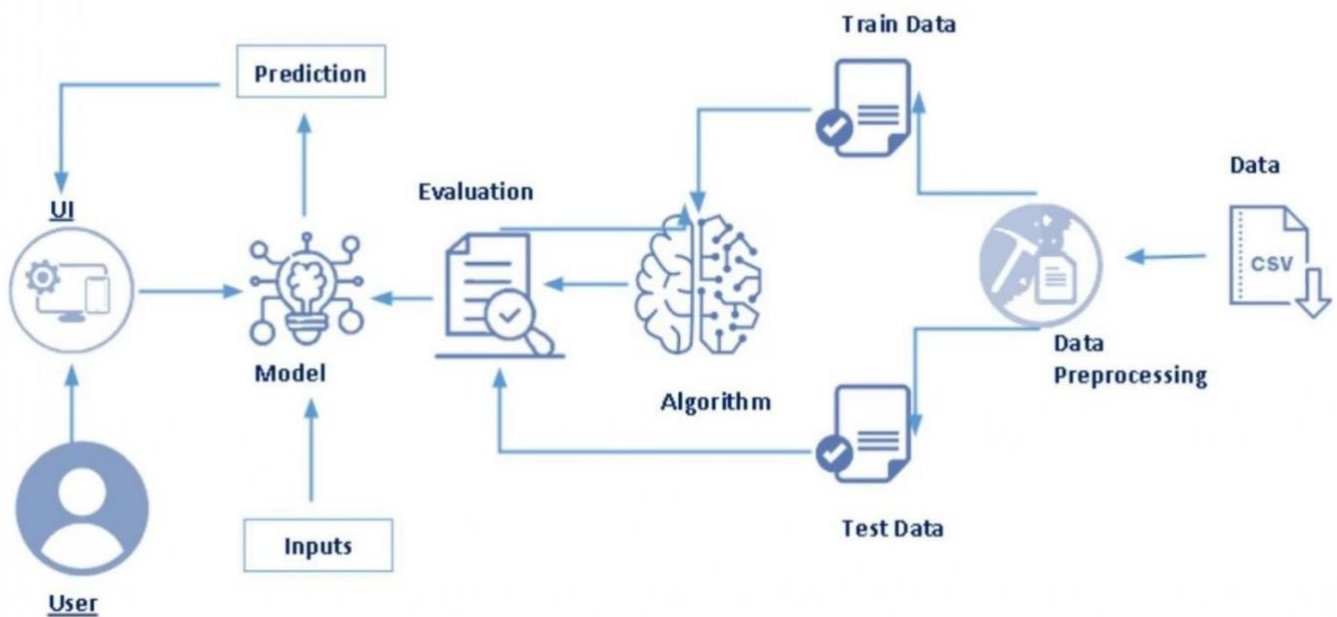 Train Data
Prediction
Data
Evaluation
UI
CSV
Data
Preprocessing
Model
Algorithm
Test Data
Inputs
User